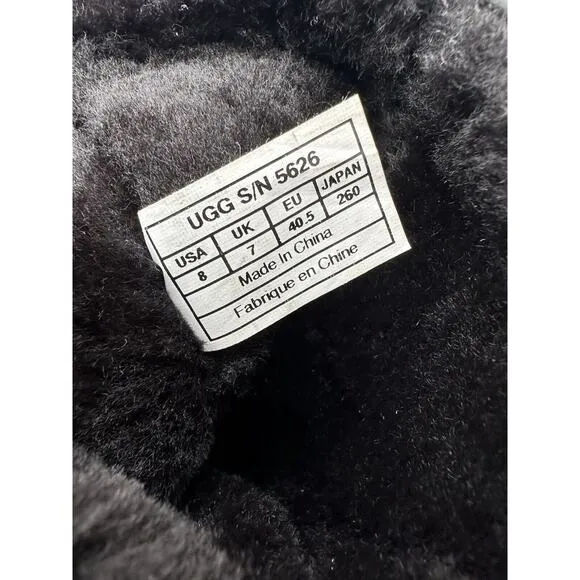 UGG S/N 5626
USA UK EU JAPAN
8 7 40.5 260
Made In China
Fabrique en Chine